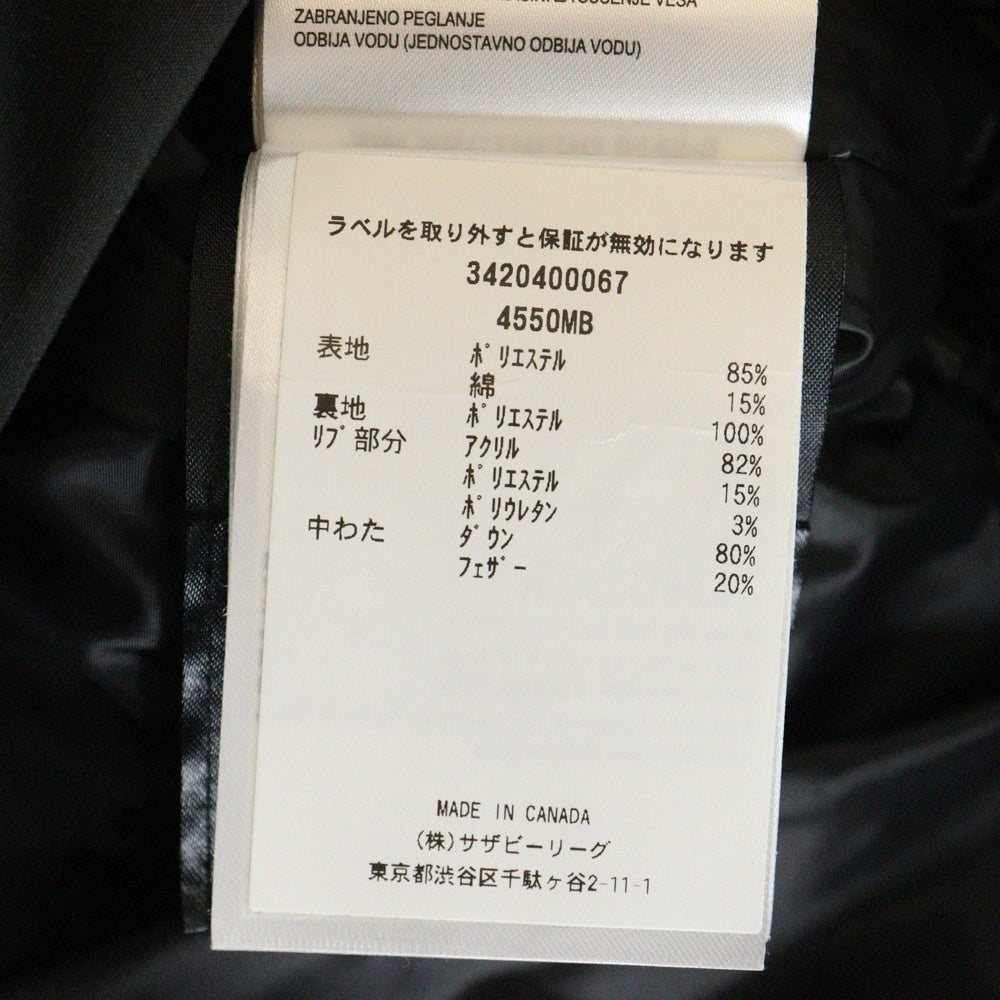 ZABRANJENO PEGLANJE
ODBIJA VODU (JEDNOSTAVNO ODBIJA VODU)
ラベルを取り外すと保証が無効になります
3420400067
4550MB
表地 ﾎﾟﾘｴｽﾃﾙ 85%
綿 15%
裏地 ﾎﾟﾘｴｽﾃﾙ 100%
ﾘﾌﾞ部分 ｱｸﾘﾙ 82%
ﾎﾟﾘｴｽﾃﾙ 15%
ﾎﾟﾘｳﾚﾀﾝ 3%
中わた ﾀﾞｳﾝ 80%
ﾌｪｻﾞｰ 20%
MADE IN CANADA
(株)サザビーリーグ
東京都渋谷区千駄ヶ谷2-11-1